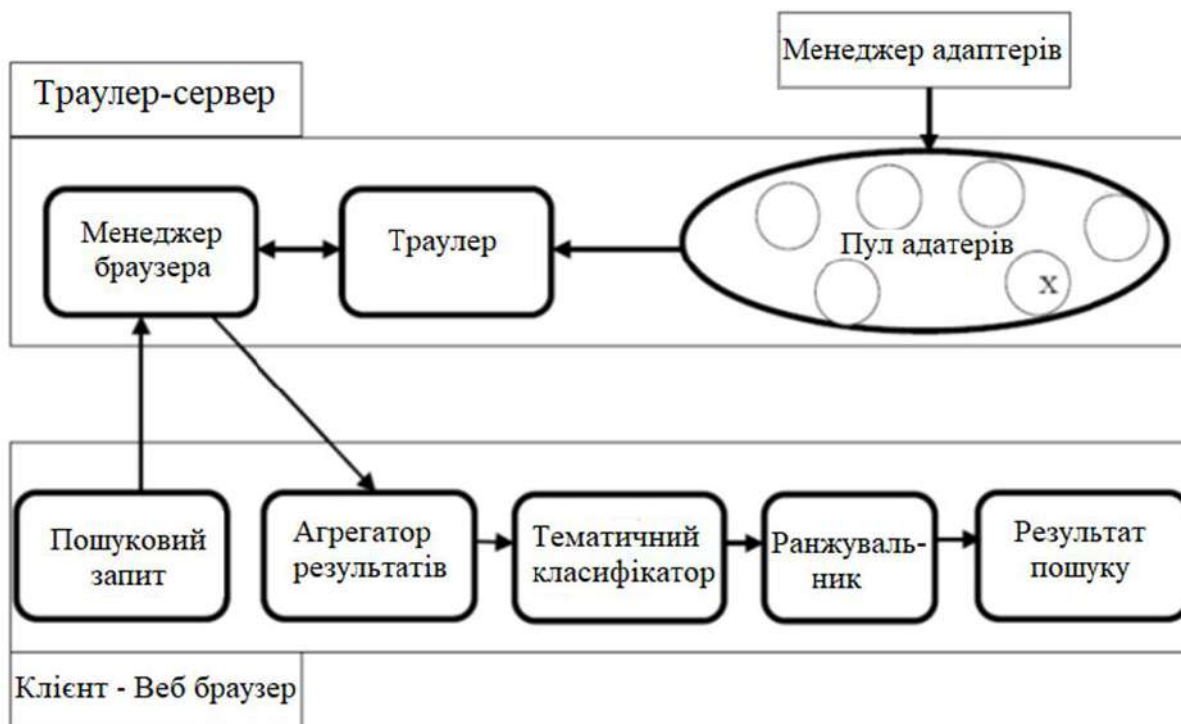 Менеджер адаптерів
Траулер-сервер
Менеджер
браузера
Траулер
Пул адатерів
x
Пошуковий
запит
Агрегатор
результатів
Тематичний
класифікатор
Ранжуваль-
ник
Результат
пошуку
Клієнт - Веб браузер